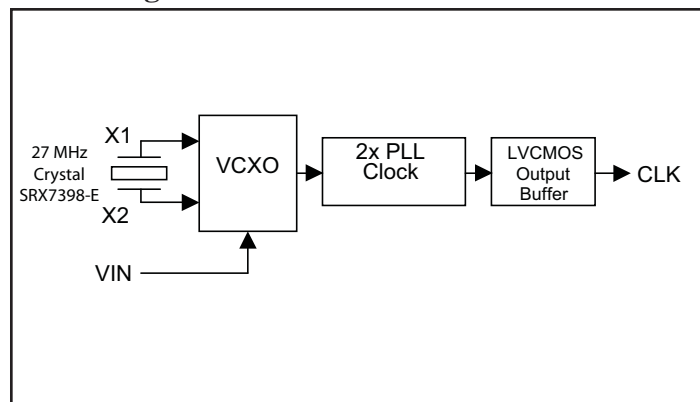 X1
27 MHz
Crystal
SRX7398-E
X2
VCXO
2x PLL
Clock
LVCMOS
Output
Buffer
CLK
VIN